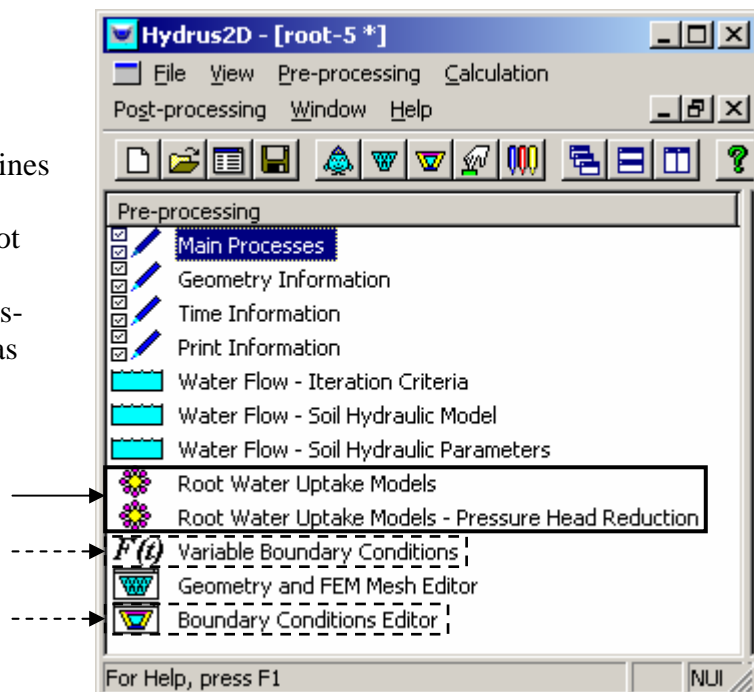 Hydrus2D - [root-5 *]
File View Pre-processing Calculation
Post-processing Window Help
ines
ot
s-
as
Pre-processing
Main Processes
Geometry Information
Time Information
Print Information
Water Flow - Iteration Criteria
Water Flow - Soil Hydraulic Model
Water Flow - Soil Hydraulic Parameters
Root Water Uptake Models
Root Water Uptake Models - Pressure Head Reduction
F(t) Variable Boundary Conditions
Geometry and FEM Mesh Editor
Boundary Conditions Editor
For Help, press F1 NUI